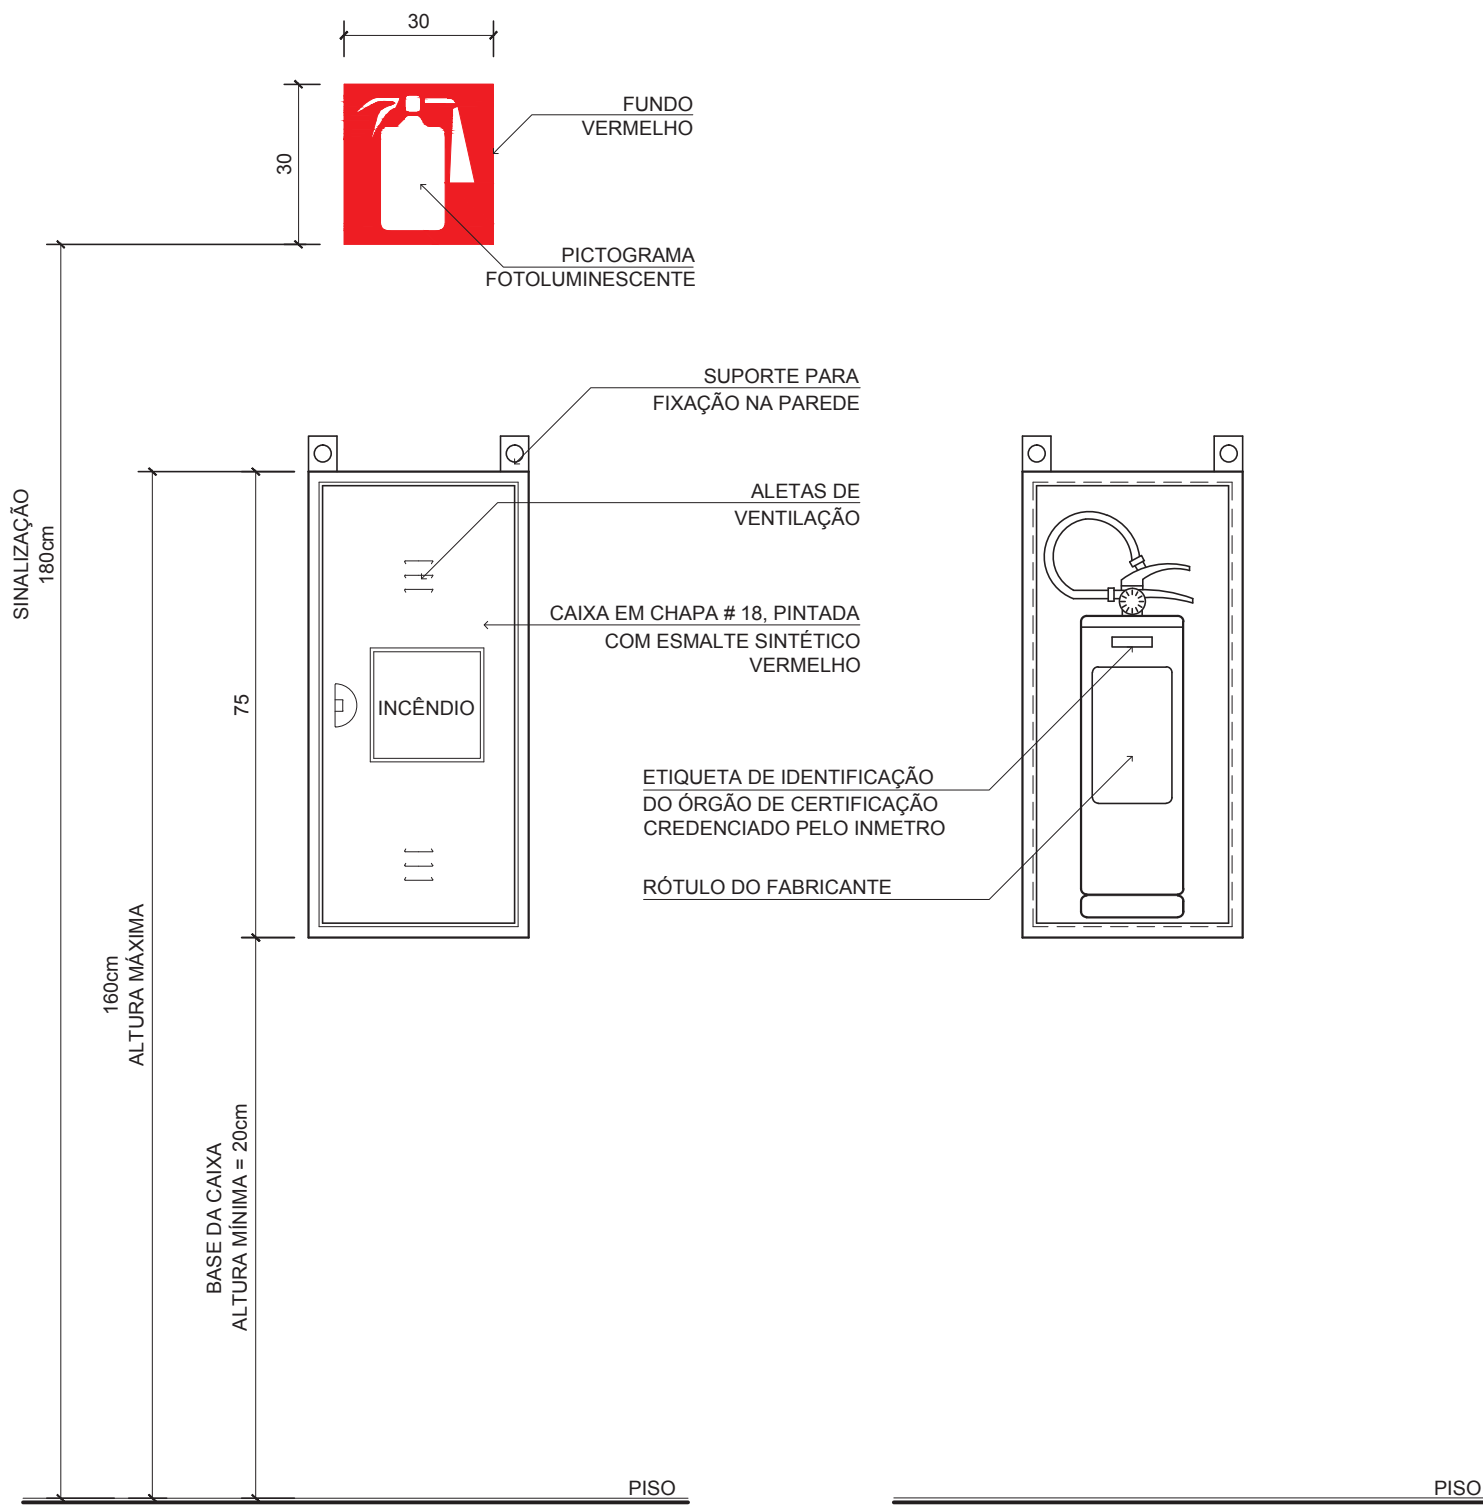 30
30
FUNDO
VERMELHO
PICTOGRAMA
FOTOLUMINESCENTE
SUPORTE PARA
FIXAÇÃO NA PAREDE
ALETAS DE
VENTILAÇÃO
CAIXA EM CHAPA # 18, PINTADA
COM ESMALTE SINTÉTICO
VERMELHO
SINALIZAÇÃO
180cm
75
INCÊNDIO
ETIQUETA DE IDENTIFICAÇÃO
DO ÓRGÃO DE CERTIFICAÇÃO
CREDENCIADO PELO INMETRO
RÓTULO DO FABRICANTE
160cm
ALTURA MÁXIMA
BASE DA CAIXA
ALTURA MÍNIMA = 20cm
PISO
PISO